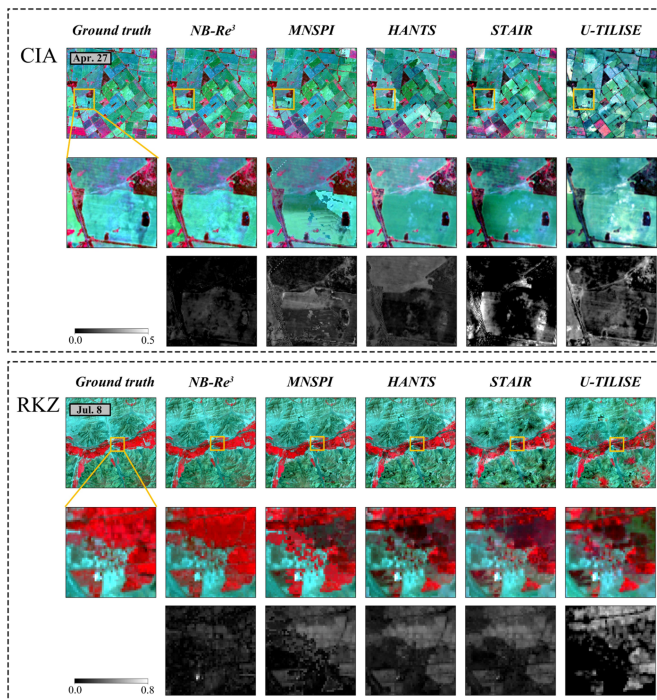 Ground truth NB-Re³ MNSPI HANTS STAIR U-TILISE
CIA
Apr. 27
0.0 0.5
Ground truth NB-Re³ MNSPI HANTS STAIR U-TILISE
RKZ
Jul. 8
0.0 0.8